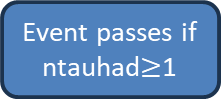 Event passes if
ntauhad≥1